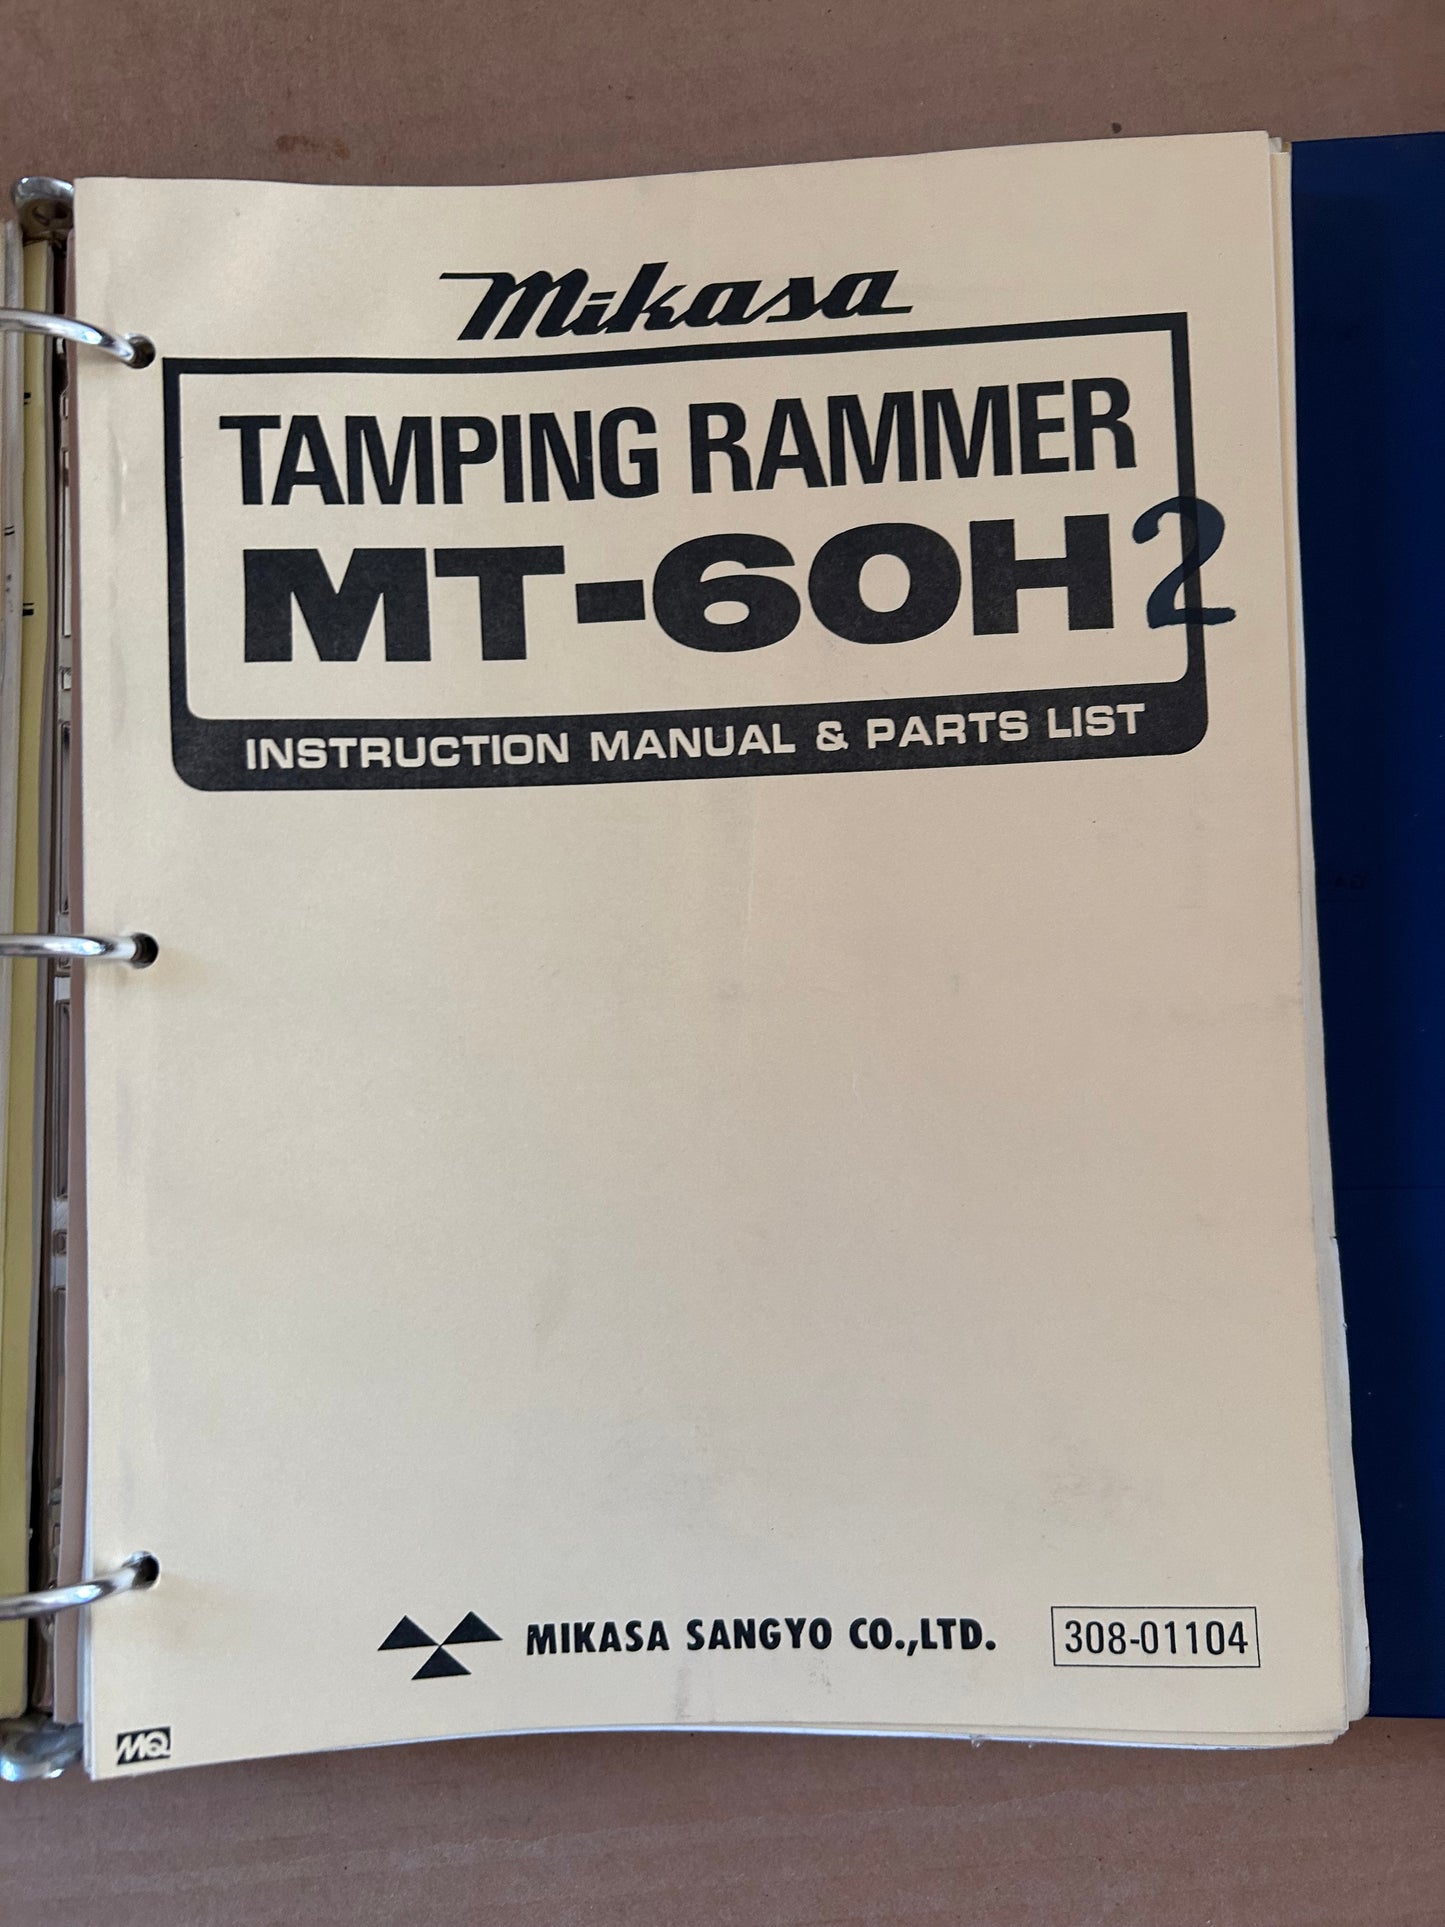 Mikasa
TAMPING RAMMER
MT-60H2
INSTRUCTION MANUAL & PARTS LIST
MIKASA SANGYO CO.,LTD.
308-01104
MQ